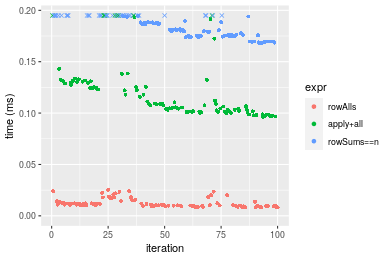 0.20
0.15
0.10
0.05
0.00
time (ms)
0
25
50
75
100
iteration
expr
rowAlls
apply+all
rowSums==n